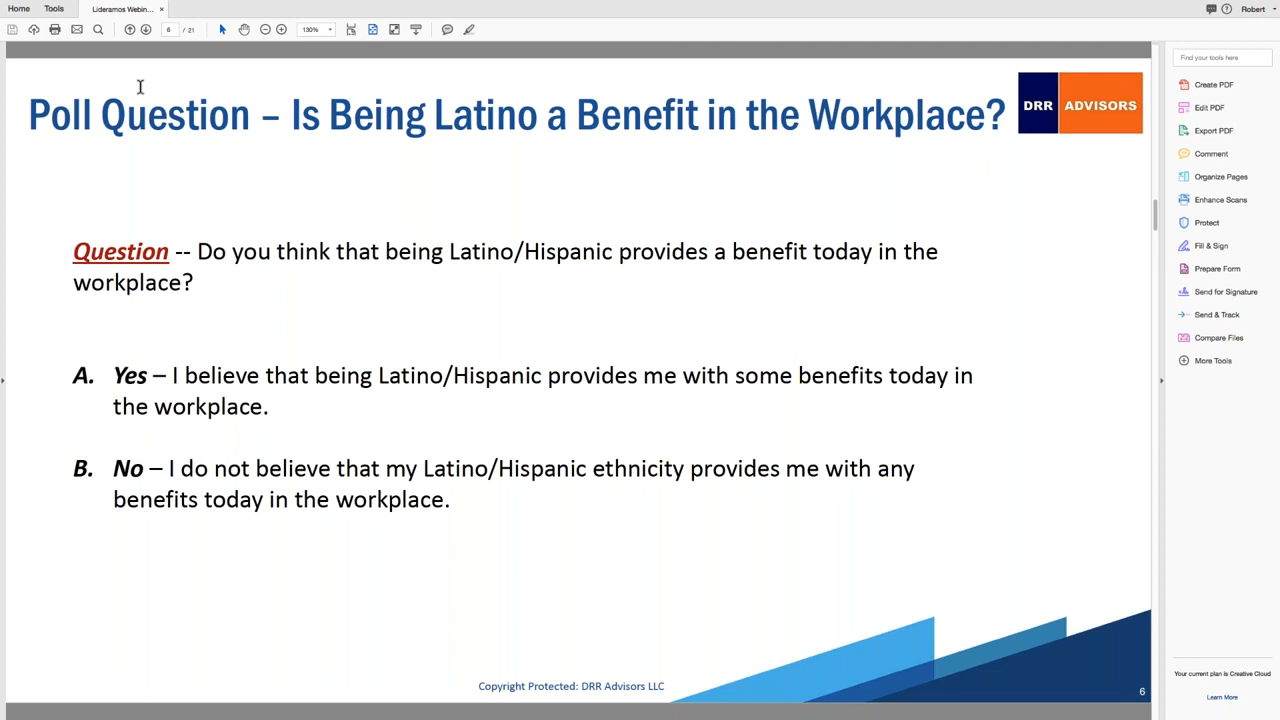 Home Tools Lideramos Webin... × Robert
6 / 21 130%
Poll Question – Is Being Latino a Benefit in the Workplace?
DRR ADVISORS
Question -- Do you think that being Latino/Hispanic provides a benefit today in the
workplace?
A. Yes – I believe that being Latino/Hispanic provides me with some benefits today in
the workplace.
B. No – I do not believe that my Latino/Hispanic ethnicity provides me with any
benefits today in the workplace.
Copyright Protected: DRR Advisors LLC
6
Find your tools here
Create PDF
Edit PDF
Export PDF
Comment
Organize Pages
Enhance Scans
Protect
Fill & Sign
Prepare Form
Send for Signature
Send & Track
Compare Files
More Tools
Your current plan is Creative Cloud
Learn More